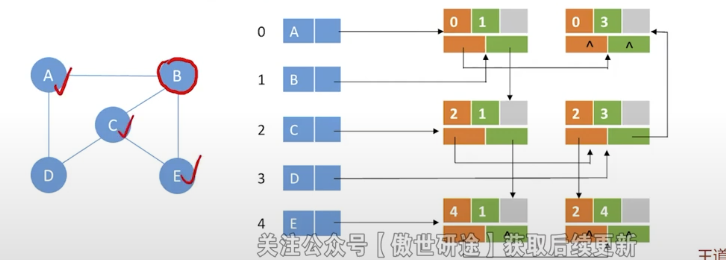 A B
C
D E
0 A 0 1 0 3
^ ^
1 B
2 C 2 1 2 3
3 D
4 E 4 1 2 4
^ ^ ^
关注公众号【傲世研途】获取后续更新
王道